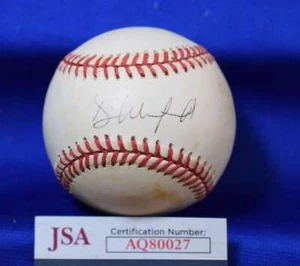 JSA
Certification Number:
AQ80027